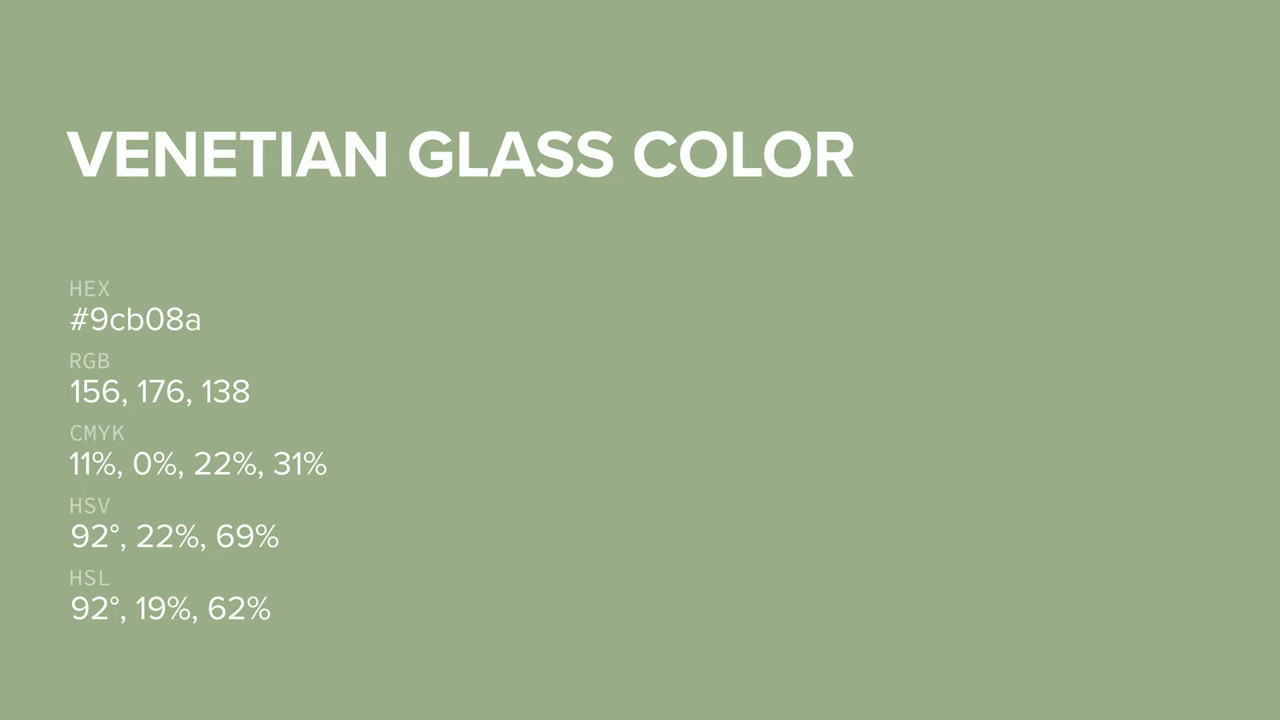 VENETIAN GLASS COLOR
HEX
#9cb08a
RGB
156, 176, 138
CMYK
11%, 0%, 22%, 31%
HSV
92°, 22%, 69%
HSL
92°, 19%, 62%